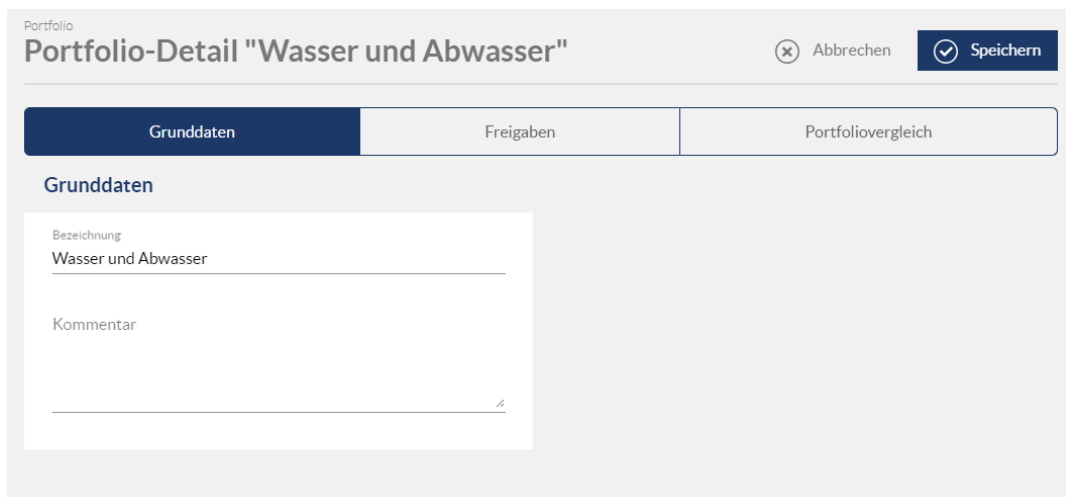 Portfolio
Portfolio-Detail "Wasser und Abwasser"
Abbrechen
Speichern
Grunddaten
Freigaben
Portfoliovergleich
Grunddaten
Bezeichnung
Wasser und Abwasser
Kommentar